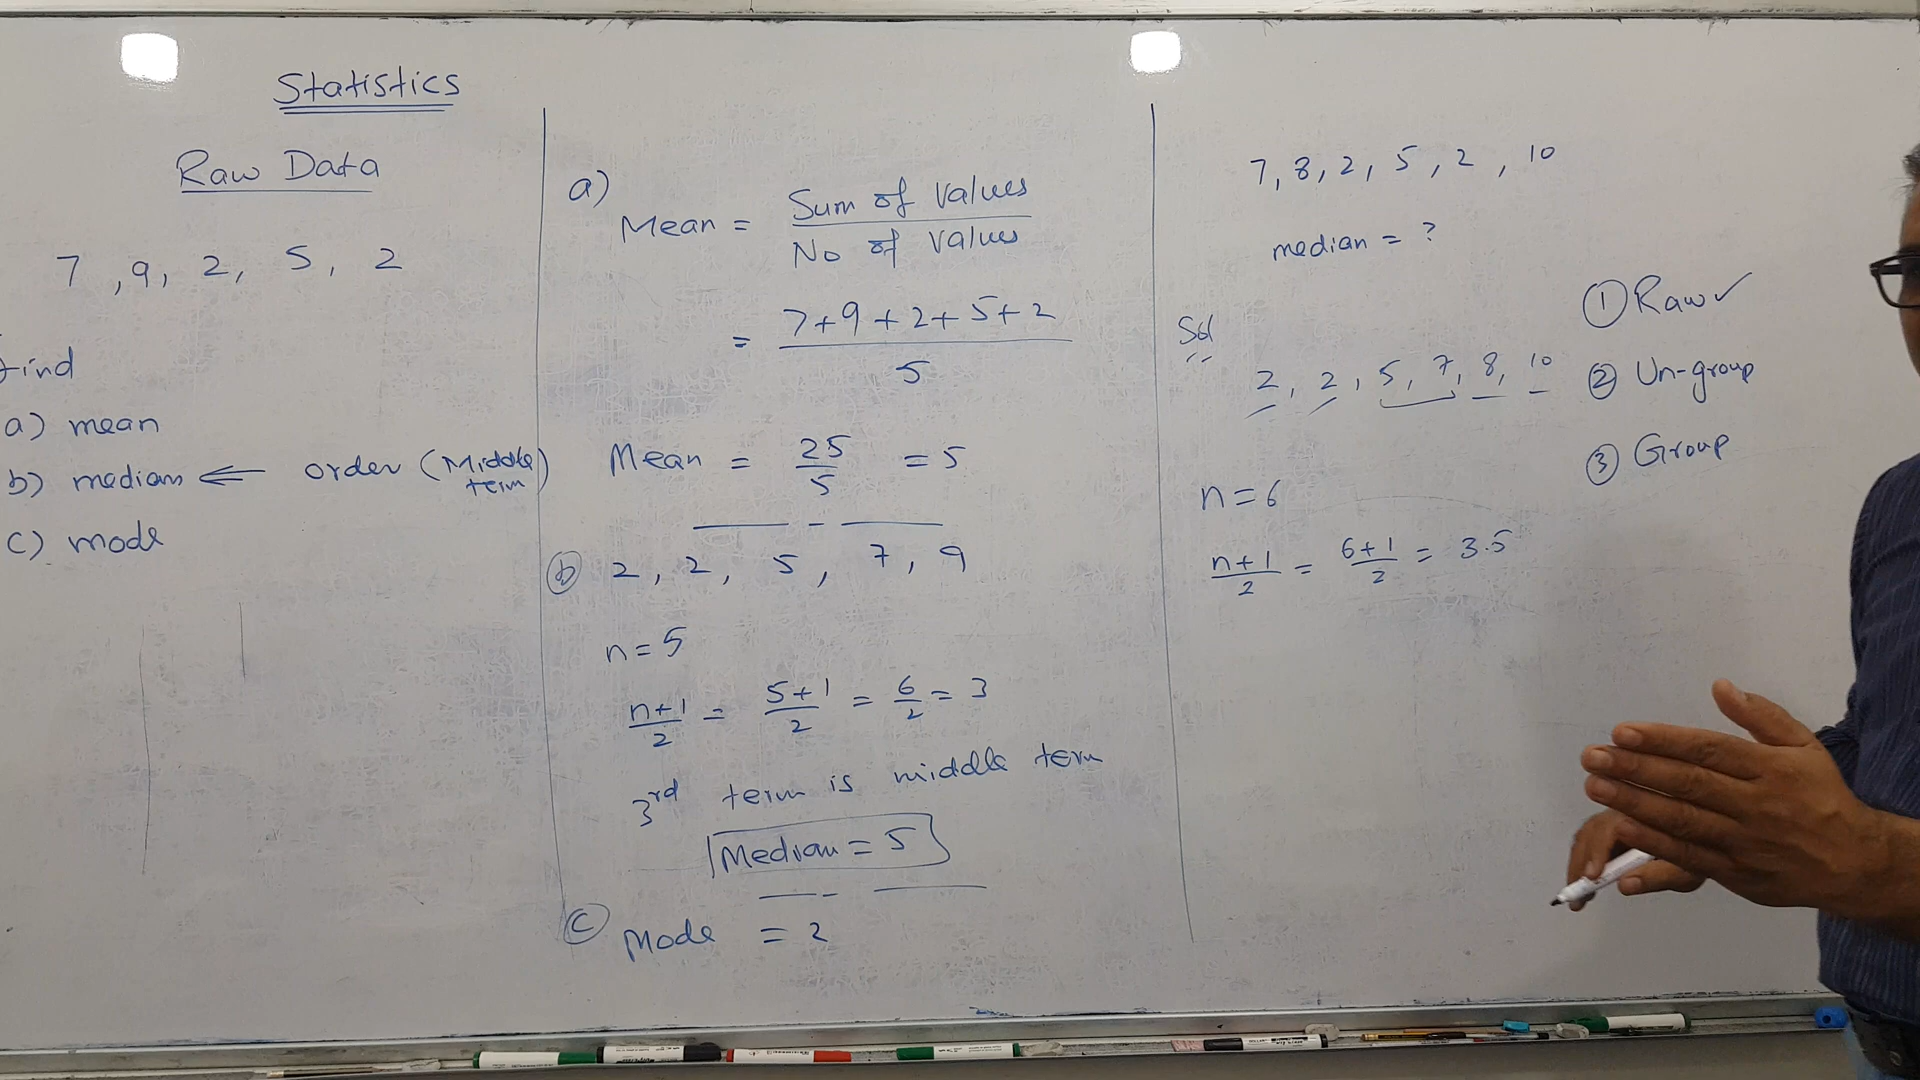 Statistics
Raw Data
7 , 9, 2, 5, 2
find
a) mean
b) median ⇐ order (Middle term)
c) mode
a)
Mean = Sum of values / No of values
= 7+9+2+5+2 / 5
Mean = 25/5 = 5
b) 2, 2, 5, 7, 9
n = 5
n+1/2 = 5+1/2 = 6/2 = 3
3rd term is middle term
Median = 5
c) Mode = 2
7, 8, 2, 5, 2, 10
median = ?
Sol
2, 2, 5, 7, 8, 10
n = 6
n+1/2 = 6+1/2 = 3.5
① Raw ✓
② Un-group
③ Group